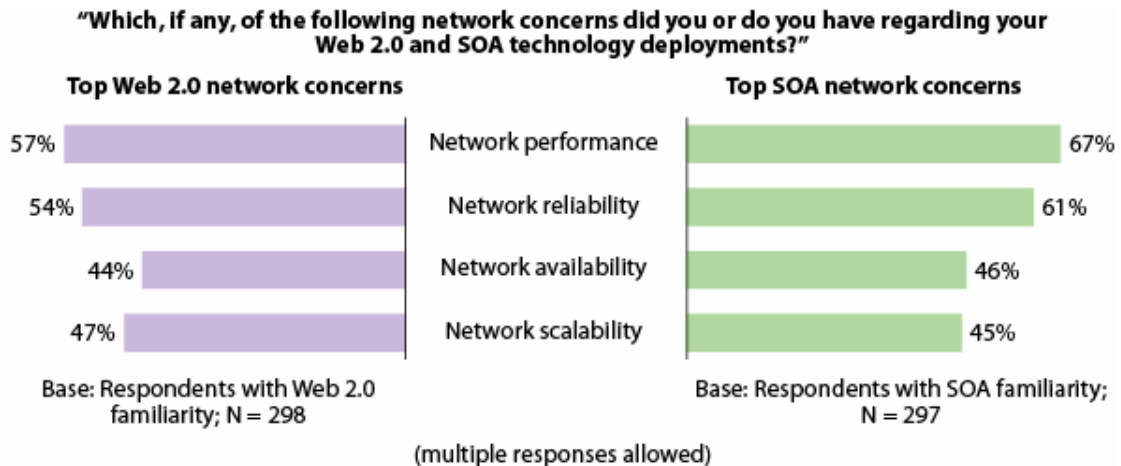 “Which, if any, of the following network concerns did you or do you have regarding your
Web 2.0 and SOA technology deployments?”
Top Web 2.0 network concerns
Top SOA network concerns
57%
Network performance
67%
54%
Network reliability
61%
44%
Network availability
46%
47%
Network scalability
45%
Base: Respondents with Web 2.0
familiarity; N = 298
Base: Respondents with SOA familiarity;
N = 297
(multiple responses allowed)